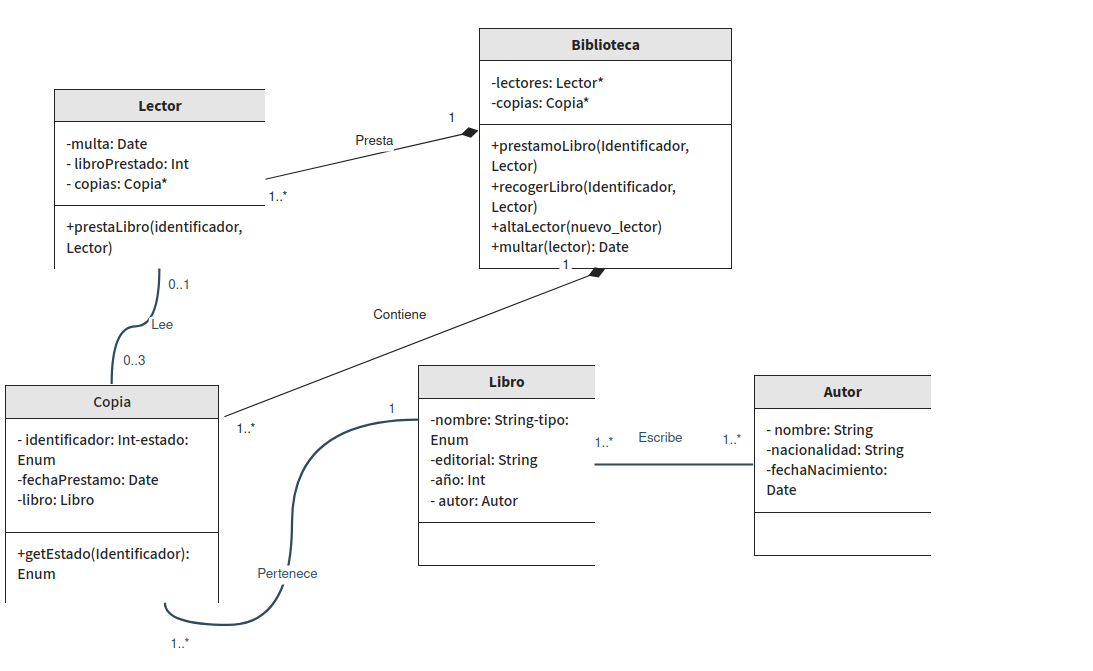 Biblioteca
-lectores: Lector*
-copias: Copia*
+prestamoLibro(Identificador,
Lector)
+recogerLibro(Identificador,
Lector)
+altaLector(nuevo_lector)
+multar(lector): Date
Lector
-multa: Date
- libroPrestado: Int
- copias: Copia*
+prestaLibro(identificador,
Lector)
1
Presta
1..*
1
0..1
Lee
0..3
Contiene
1..*
Copia
- identificador: Int-estado:
Enum
-fechaPrestamo: Date
-libro: Libro
+getEstado(Identificador):
Enum
1
Pertenece
1..*
Libro
-nombre: String-tipo:
Enum
-editorial: String
-año: Int
- autor: Autor
1..*
Escribe
1..*
Autor
- nombre: String
-nacionalidad: String
-fechaNacimiento:
Date